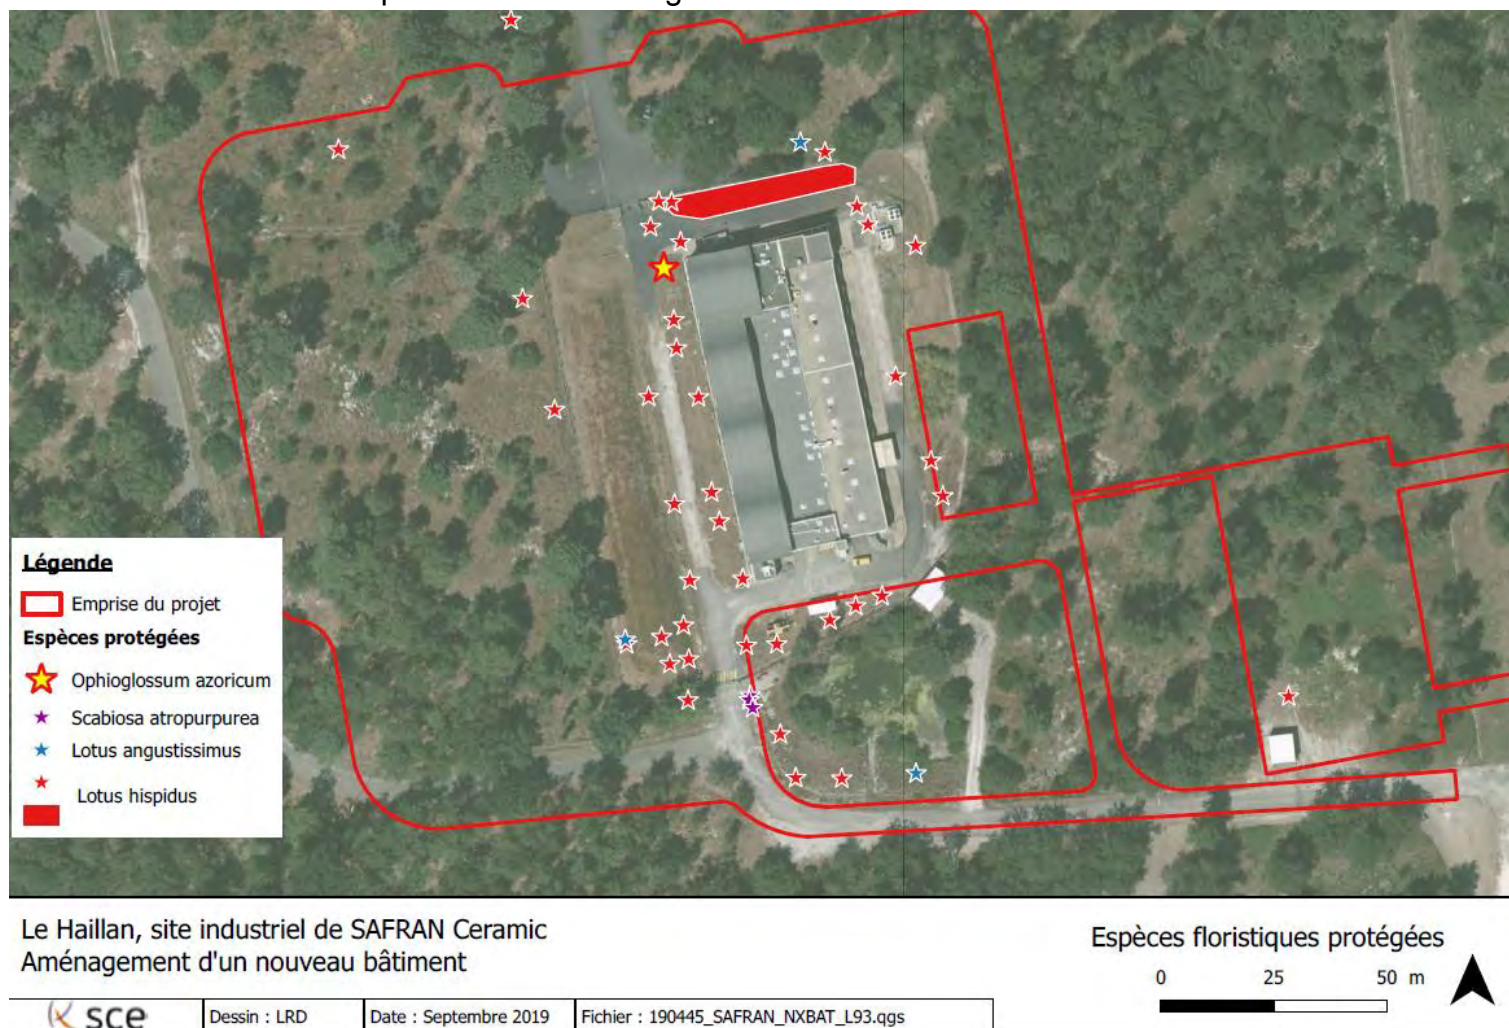 Légende
Emprise du projet
Espèces protégées
Ophioglossum azoricum
Scabiosa atropurpurea
Lotus angustissimus
Lotus hispidus
Le Haillan, site industriel de SAFRAN Ceramic
Aménagement d'un nouveau bâtiment
Espèces floristiques protégées
0 25 50 m
sce
Dessin : LRD
Date : Septembre 2019
Fichier : 190445_SAFRAN_NXBAT_L93.qgs